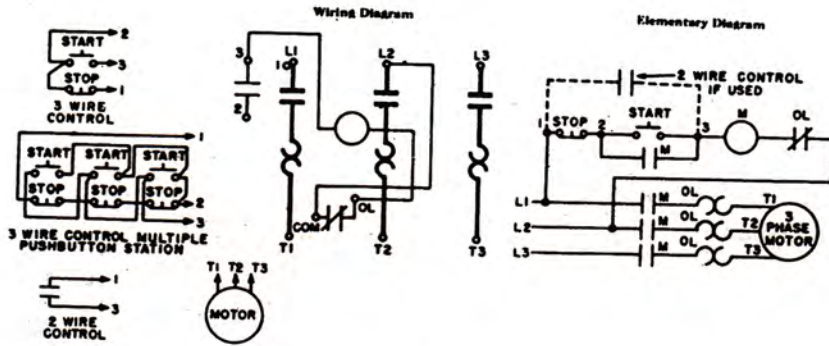 Wiring Diagram
Elementary Diagram
START
2
3
STOP
1
3 WIRE
CONTROL
1
START START START
STOP STOP STOP
2
3
3 WIRE CONTROL MULTIPLE
PUSHBUTTON STATION
1
3
2 WIRE
CONTROL
3
2
L1
1
L2
L3
COM
OL
T1
T2
T3
T1 T2 T3
MOTOR
2 WIRE CONTROL
IF USED
1
STOP
2
START
3
M
OL
M
L1
M
OL
T1
L2
M
OL
T2
L3
M
OL
T3
3
PHASE
MOTOR